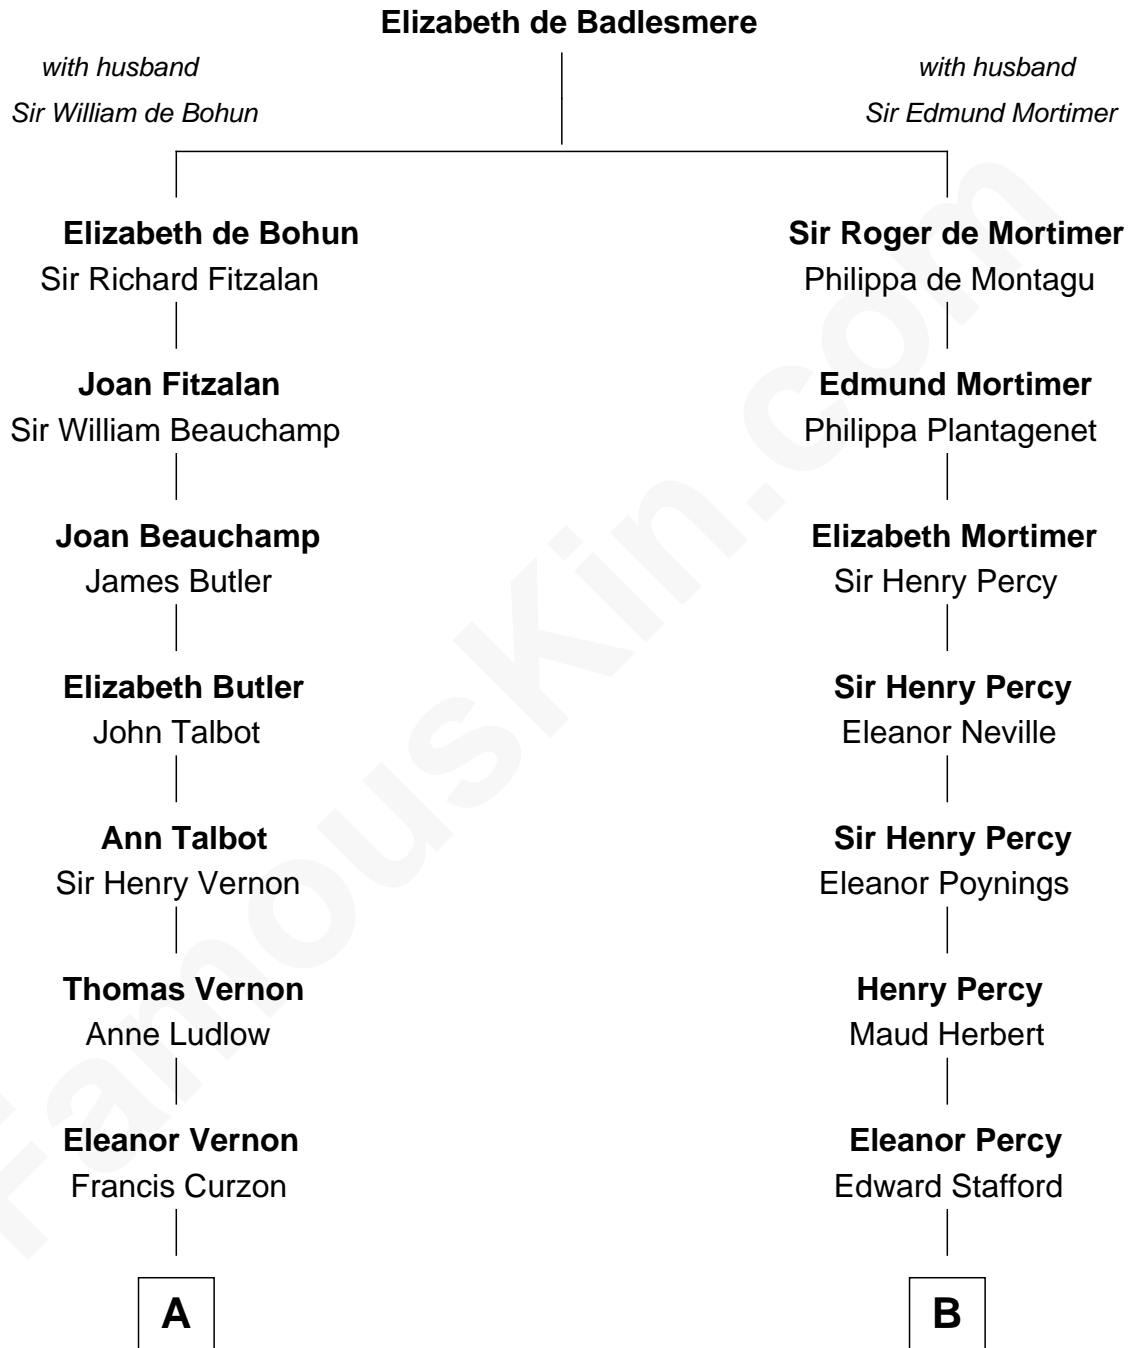 Elizabeth de Badlesmere
with husband
Sir William de Bohun
with husband
Sir Edmund Mortimer
Elizabeth de Bohun
Sir Richard Fitzalan
Sir Roger de Mortimer
Philippa de Montagu
Joan Fitzalan
Sir William Beauchamp
Edmund Mortimer
Philippa Plantagenet
Joan Beauchamp
James Butler
Elizabeth Mortimer
Sir Henry Percy
Elizabeth Butler
John Talbot
Sir Henry Percy
Eleanor Neville
Ann Talbot
Sir Henry Vernon
Sir Henry Percy
Eleanor Poynings
Thomas Vernon
Anne Ludlow
Henry Percy
Maud Herbert
Eleanor Vernon
Francis Curzon
Eleanor Percy
Edward Stafford
A
B
FamousKin.com